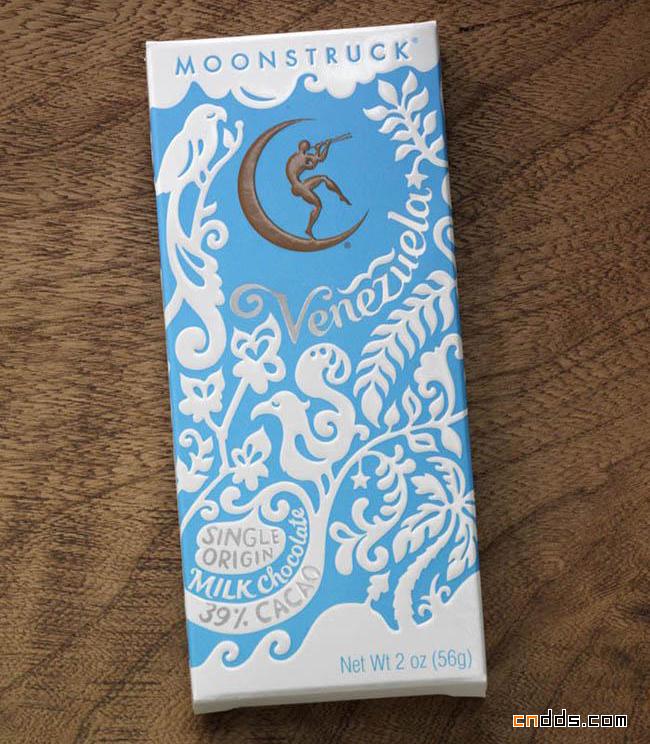 MOONSTRUCK®
®
Venezuela
SINGLE
ORIGIN
MILK Chocolate
39% CACAO
Net Wt 2 oz (56g)
cndds.com